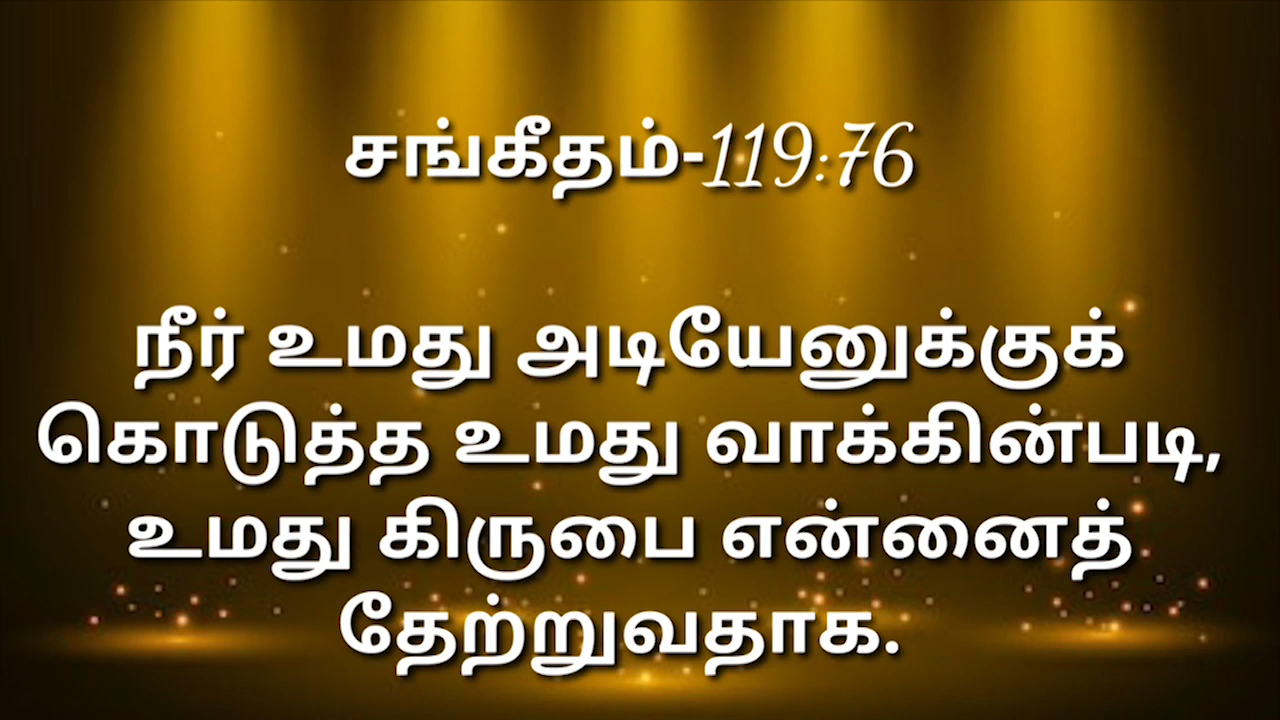 சங்கீதம்-119:76
நீர் உமது அடியேனுக்குக்
கொடுத்த உமது வாக்கின்படி,
உமது கிருபை என்னைத்
தேற்றுவதாக.